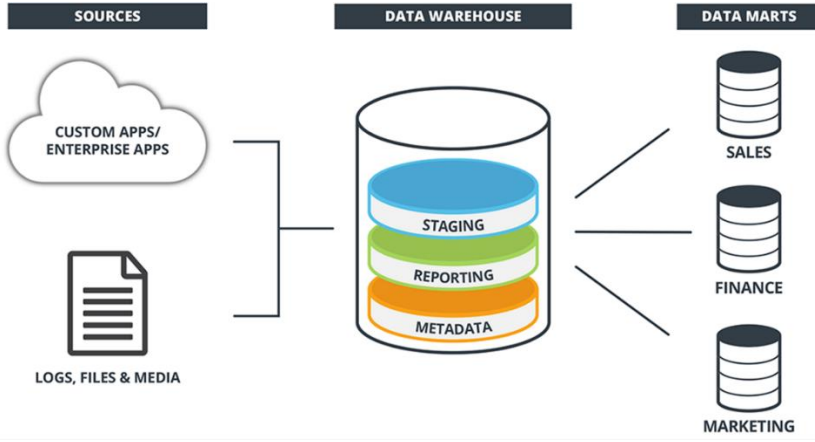 SOURCES
DATA WAREHOUSE
DATA MARTS
CUSTOM APPS/
ENTERPRISE APPS
LOGS, FILES & MEDIA
STAGING
REPORTING
METADATA
SALES
FINANCE
MARKETING